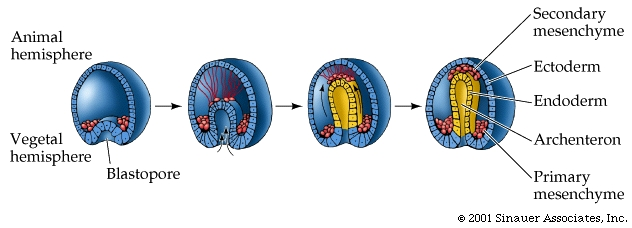 Animal
hemisphere
Vegetal
hemisphere
Blastopore
Secondary
mesenchyme
Ectoderm
Endoderm
Archenteron
Primary
mesenchyme
© 2001 Sinauer Associates, Inc.